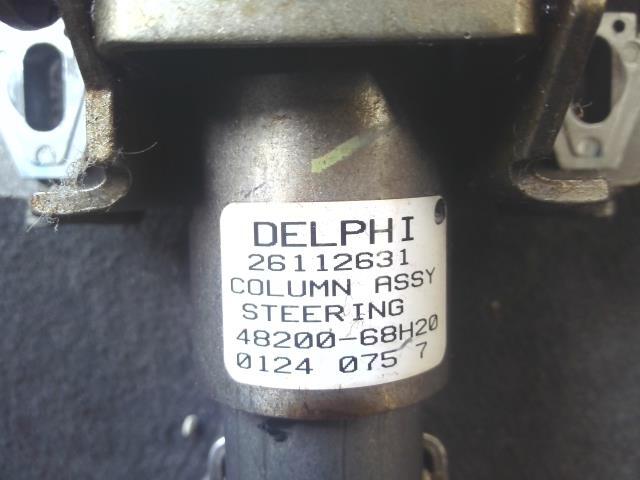 DELPHI
26112631
COLUMN ASSY
STEERING
48200-68H20
0124 075 7